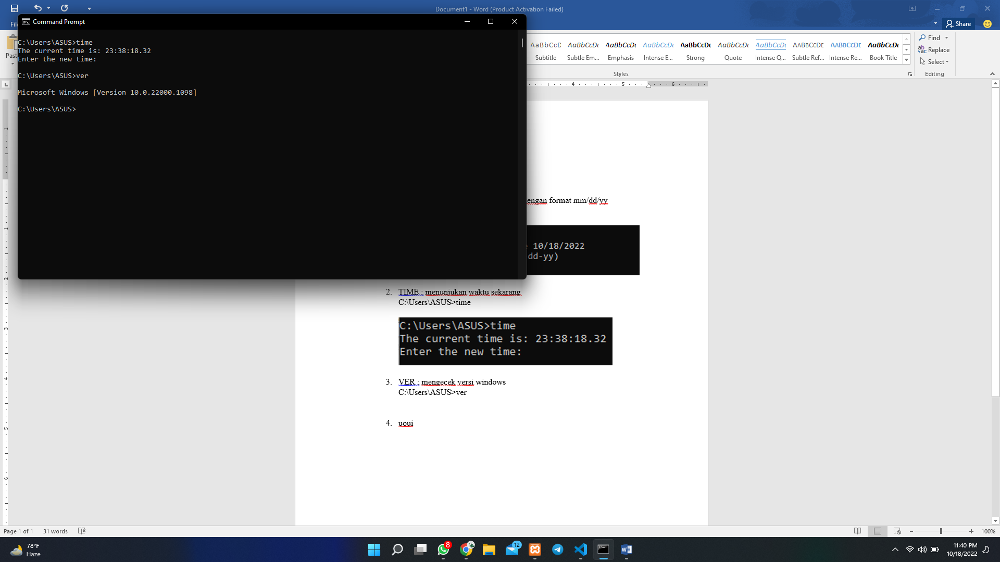 Document1 - Word (Product Activation Failed)
Command Prompt
Share
C:\Users\ASUS>time
The current time is: 23:38:18.32
Enter the new time:
C:\Users\ASUS>ver
Microsoft Windows [Version 10.0.22000.1098]
C:\Users\ASUS>
AaBbCcD AaBbCcDc AaBbCcDc AaBbCcDc AaBbCcDc AaBbCcDc AaBbCcDc AABBCCDE AABBCCDE AaBbCcDc
Subtitle Subtle Em... Emphasis Intense E... Strong Quote Intense Q... Subtle Ref... Intense Re... Book Title
Styles
Find
Replace
Select
Editing
4 5 6
engan format mm/dd/yy
10/18/2022
dd-yy)
2. TIME : menunjukan waktu sekarang
C:\Users\ASUS>time
C:\Users\ASUS>time
The current time is: 23:38:18.32
Enter the new time:
3. VER : mengecek versi windows
C:\Users\ASUS>ver
4. uoui
Page 1 of 1 31 words
100%
78°F
Haze
8
12
11:40 PM
10/18/2022